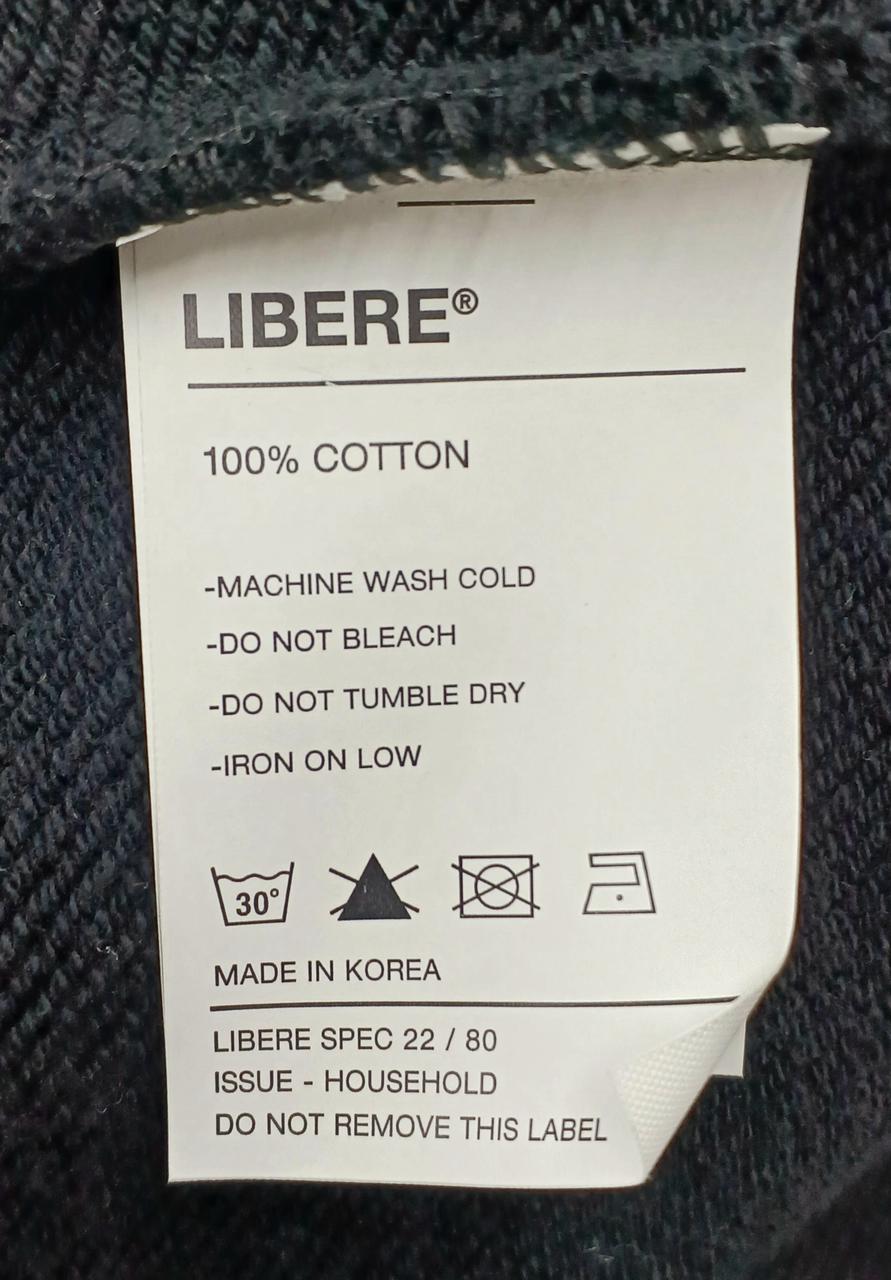 LIBERE®
100% COTTON
-MACHINE WASH COLD
-DO NOT BLEACH
-DO NOT TUMBLE DRY
-IRON ON LOW
30°
MADE IN KOREA
LIBERE SPEC 22 / 80
ISSUE - HOUSEHOLD
DO NOT REMOVE THIS LABEL